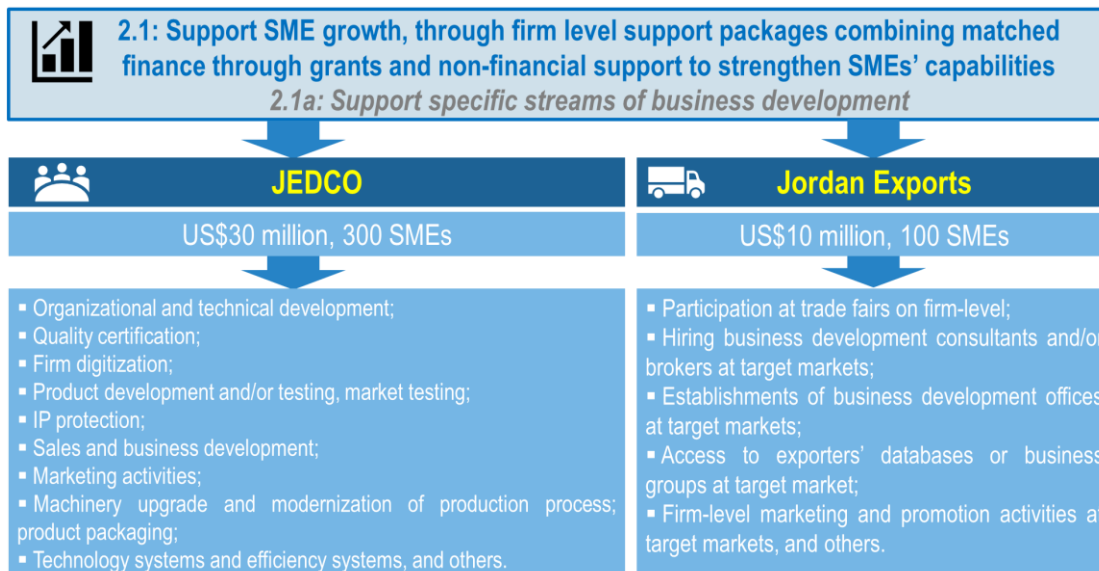 2.1: Support SME growth, through firm level support packages combining matched
finance through grants and non-financial support to strengthen SMEs' capabilities
2.1a: Support specific streams of business development
JEDCO
US$30 million, 300 SMEs
▪ Organizational and technical development;
▪ Quality certification;
▪ Firm digitization;
▪ Product development and/or testing, market testing;
▪ IP protection;
▪ Sales and business development;
▪ Marketing activities;
▪ Machinery upgrade and modernization of production process;
product packaging;
▪ Technology systems and efficiency systems, and others.
Jordan Exports
US$10 million, 100 SMEs
▪ Participation at trade fairs on firm-level;
▪ Hiring business development consultants and/or
brokers at target markets;
▪ Establishments of business development offices
at target markets;
▪ Access to exporters' databases or business
groups at target market;
▪ Firm-level marketing and promotion activities at
target markets, and others.